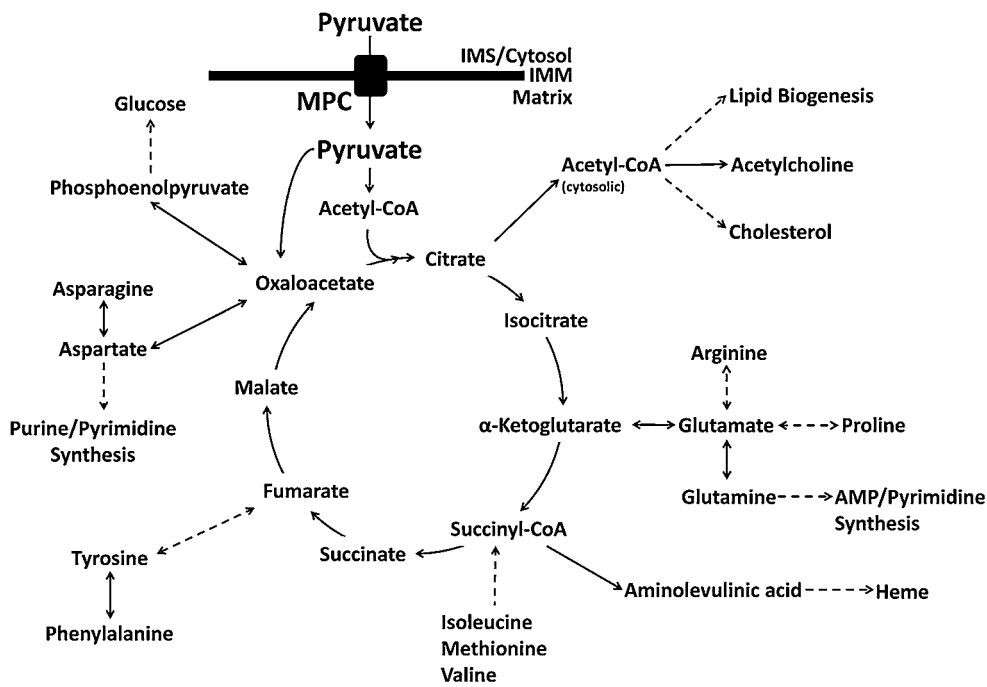 Pyruvate
IMS/Cytosol
IMM
Matrix
MPC
Glucose
Pyruvate
Lipid Biogenesis
Acetyl-CoA
(cytosolic)
Acetylcholine
Phosphoenolpyruvate
Acetyl-CoA
Cholesterol
Citrate
Oxaloacetate
Asparagine
Isocitrate
Aspartate
Arginine
Malate
Purine/Pyrimidine
Synthesis
α-Ketoglutarate
Glutamate
Proline
Fumarate
Glutamine
AMP/Pyrimidine
Synthesis
Succinyl-CoA
Succinate
Tyrosine
Aminolevulinic acid
Heme
Phenylalanine
Isoleucine
Methionine
Valine